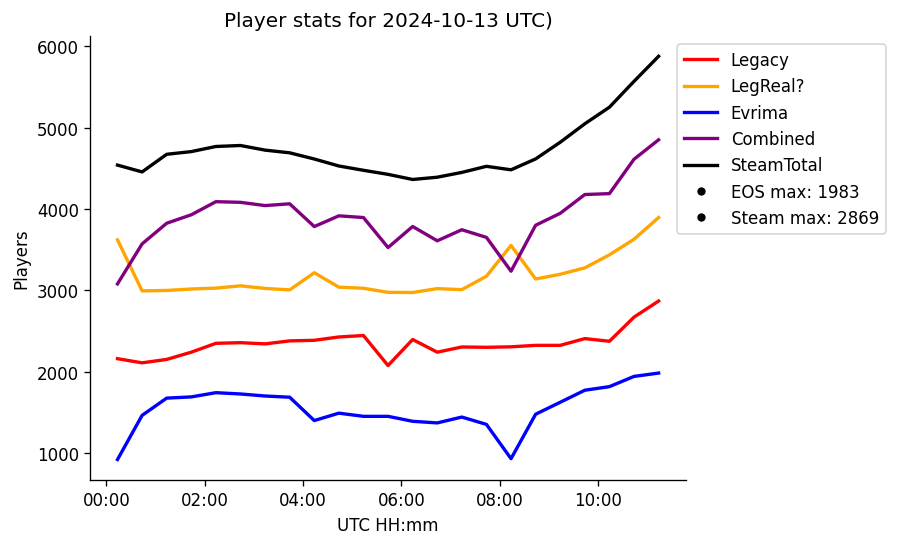 Player stats for 2024-10-13 UTC)
Players
6000
5000
4000
3000
2000
1000
00:00
02:00
04:00
06:00
08:00
10:00
UTC HH:mm
Legacy
LegReal?
Evrima
Combined
SteamTotal
EOS max: 1983
Steam max: 2869